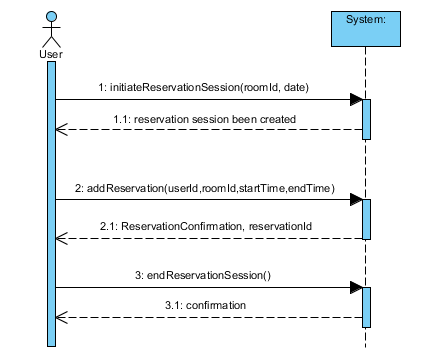 System:
User
1: initiateReservationSession(roomId, date)
1.1: reservation session been created
2: addReservation(userId,roomId,startTime,endTime)
2.1: ReservationConfirmation, reservationId
3: endReservationSession()
3.1: confirmation